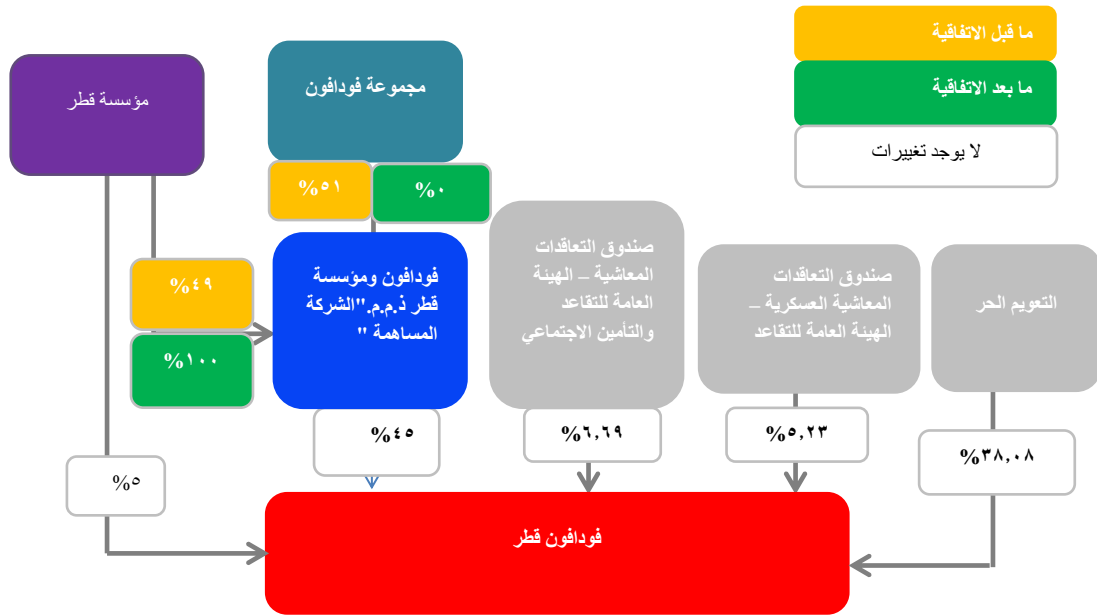 ما قبل الاتفاقية
ما بعد الاتفاقية
لا يوجد تغييرات
مؤسسة قطر
مجموعة فودافون
%٥١
%٠
%٤٩
%١٠٠
فودافون ومؤسسة
قطر ذ.م.م."الشركة
المساهمة "
صندوق التعاقدات
المعاشية – الهيئة
العامة للتقاعد
والتأمين الاجتماعي
صندوق التعاقدات
المعاشية العسكرية –
الهيئة العامة للتقاعد
التعويم الحر
%٤٥
%٦,٦٩
%٥,٢٣
%٣٨,٠٨
%٥
فودافون قطر